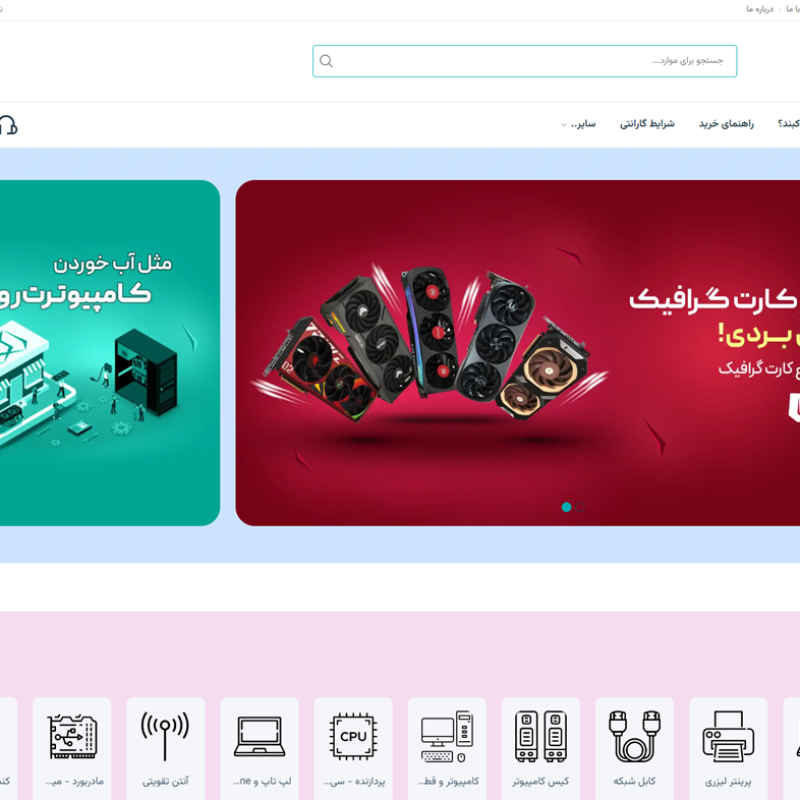 با ما
درباره ما
جستجو برای موارد...
راهنمای خرید
شرایط گارانتی
سایر..
کارت گرافیک
بردی!
کارت گرافیک
مثل آب خوردن
کامپیوترت رو
پرینتر لیزری
کابل شبکه
کیس کامپیوتر
کامپیوتر و قط...
پردازنده - سی...
CPU
لپ تاپ و ne...
آنتن تقویتی
مادربورد - می...